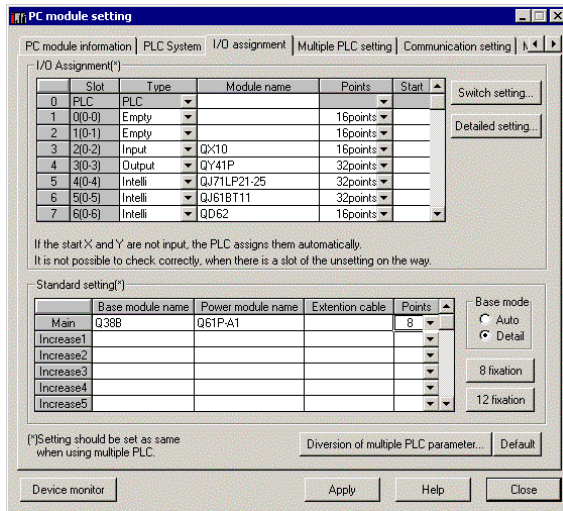 PC module setting
PC module information PLC System I/O assignment Multiple PLC setting Communication setting
I/O Assignment(*)
Slot Type Module name Points Start
0 PLC PLC
1 0(0-0) Empty 16points
2 1(0-1) Empty 16points
3 2(0-2) Input QX10 16points
4 3(0-3) Output QY41P 32points
5 4(0-4) Intelli QJ71LP21-25 32points
6 5(0-5) Intelli QJ61BT11 32points
7 6(0-6) Intelli QD62 16points
Switch setting...
Detailed setting...
If the start X and Y are not input, the PLC assigns them automatically.
It is not possible to check correctly, when there is a slot of the unsetting on the way.
Standard setting(*)
Base module name Power module name Extention cable Points
Main Q38B Q61P-A1 8
Increase1
Increase2
Increase3
Increase4
Increase5
Base mode
Auto
Detail
8 fixation
12 fixation
(*)Setting should be set as same
when using multiple PLC.
Diversion of multiple PLC parameter... Default
Device monitor Apply Help Close